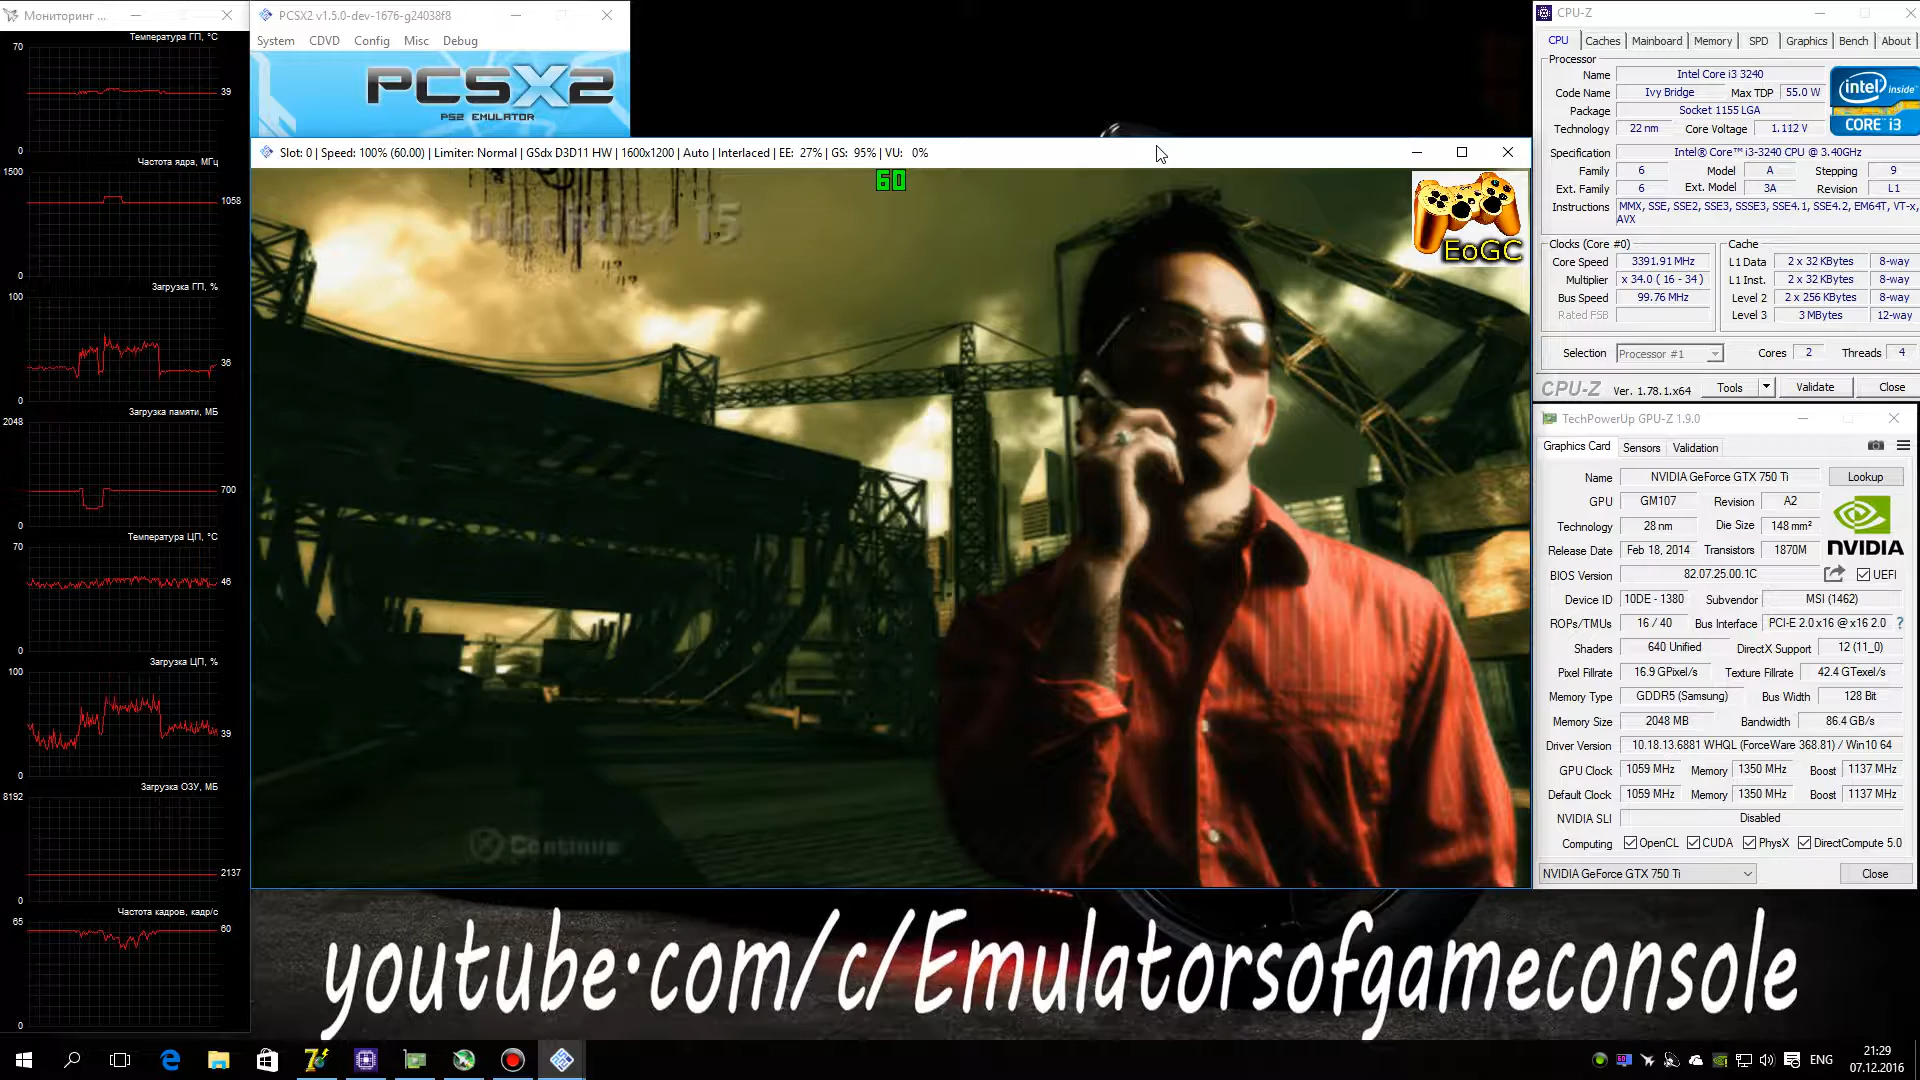 Мониторинг ...
Температура ГП, °C
70
39
0
Частота ядра, МГц
1500
1058
0
Загрузка ГП, %
100
36
0
Загрузка памяти, МБ
2048
700
0
Температура ЦП, °C
70
46
0
Загрузка ЦП, %
100
39
0
Загрузка ОЗУ, МБ
8192
2137
0
Частота кадров, кадр/с
65
60
0
PCSX2 v1.5.0-dev-1676-g24038f8
System CDVD Config Misc Debug
PCSX2
PS2 EMULATOR
Slot: 0 | Speed: 100% (60.00) | Limiter: Normal | GSdx D3D11 HW | 1600x1200 | Auto | Interlaced | EE: 27% | GS: 95% | VU: 0%
60
blacklist 15
EoGC
Continue
CPU-Z
CPU Caches Mainboard Memory SPD Graphics Bench About
Processor
Name Intel Core i3 3240
Code Name Ivy Bridge Max TDP 55.0 W
Package Socket 1155 LGA
Technology 22 nm Core Voltage 1.112 V
intel inside
CORE i3
Specification Intel® Core™ i3-3240 CPU @ 3.40GHz
Family 6 Model A Stepping 9
Ext. Family 6 Ext. Model 3A Revision L1
Instructions MMX, SSE, SSE2, SSE3, SSSE3, SSE4.1, SSE4.2, EM64T, VT-x,
AVX
Clocks (Core #0) Cache
Core Speed 3391.91 MHz L1 Data 2 x 32 KBytes 8-way
Multiplier x 34.0 ( 16 - 34 ) L1 Inst. 2 x 32 KBytes 8-way
Bus Speed 99.76 MHz Level 2 2 x 256 KBytes 8-way
Rated FSB Level 3 3 MBytes 12-way
Selection Processor #1 Cores 2 Threads 4
CPU-Z Ver. 1.78.1.x64 Tools Validate Close
TechPowerUp GPU-Z 1.9.0
Graphics Card Sensors Validation
Name NVIDIA GeForce GTX 750 Ti Lookup
GPU GM107 Revision A2
Technology 28 nm Die Size 148 mm²
Release Date Feb 18, 2014 Transistors 1870M
NVIDIA
BIOS Version 82.07.25.00.1C UEFI
Device ID 10DE - 1380 Subvendor MSI (1462)
ROPs/TMUs 16 / 40 Bus Interface PCI-E 2.0 x16 @ x16 2.0 ?
Shaders 640 Unified DirectX Support 12 (11_0)
Pixel Fillrate 16.9 GPixel/s Texture Fillrate 42.4 GTexel/s
Memory Type GDDR5 (Samsung) Bus Width 128 Bit
Memory Size 2048 MB Bandwidth 86.4 GB/s
Driver Version 10.18.13.6881 WHQL (ForceWare 368.81) / Win10 64
GPU Clock 1059 MHz Memory 1350 MHz Boost 1137 MHz
Default Clock 1059 MHz Memory 1350 MHz Boost 1137 MHz
NVIDIA SLI Disabled
Computing OpenCL CUDA PhysX DirectCompute 5.0
NVIDIA GeForce GTX 750 Ti Close
youtube.com/c/Emulatorsofgameconsole
ENG
21:29
07.12.2016